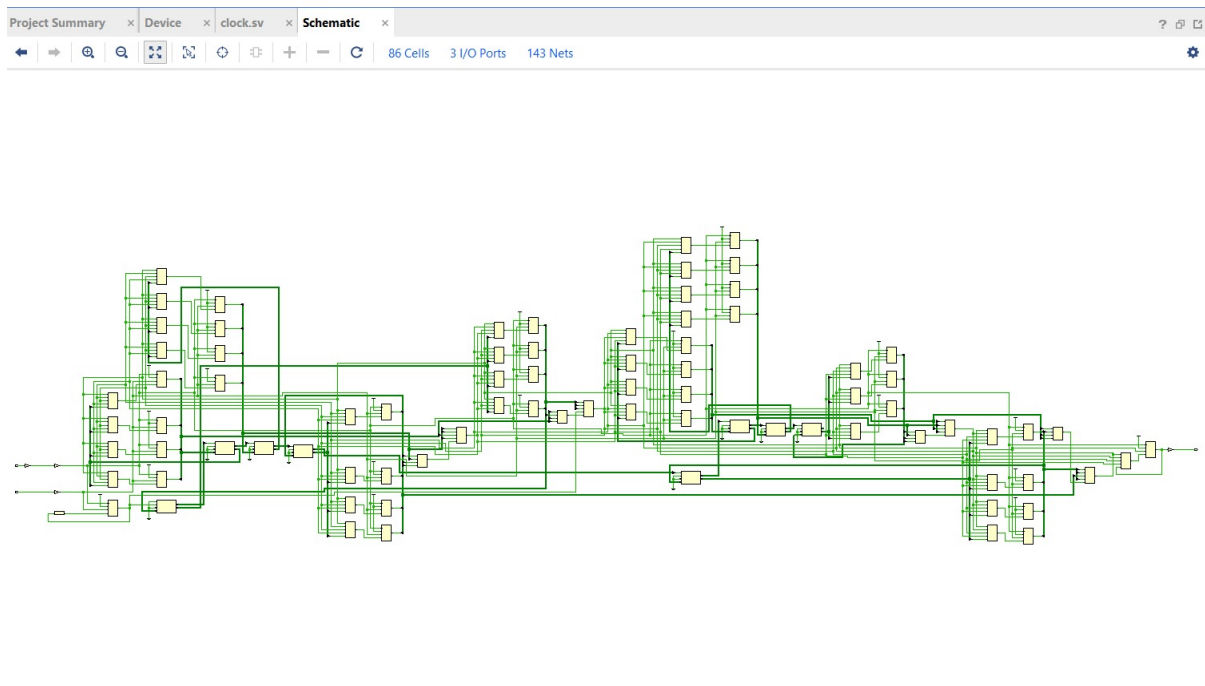 Project Summary × Device × clock.sv × Schematic × ?
86 Cells 3 I/O Ports 143 Nets